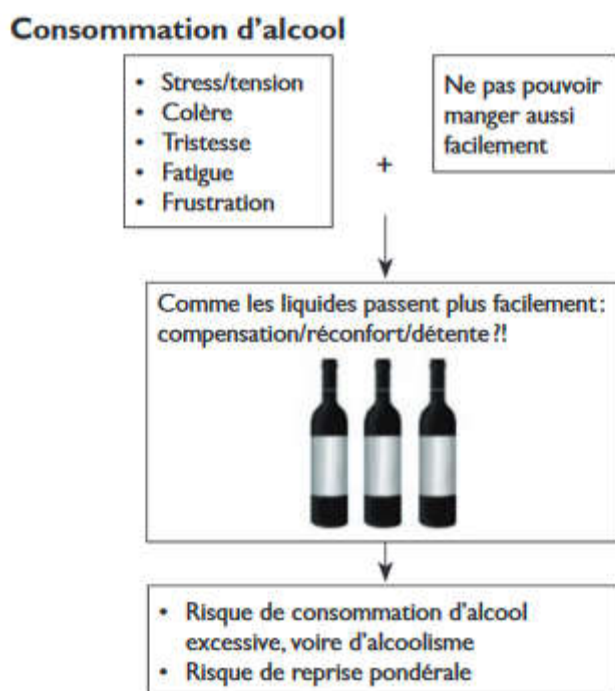 Consommation d'alcool
• Stress/tension
• Colère
• Tristesse
• Fatigue
• Frustration
+
Ne pas pouvoir
manger aussi
facilement
Comme les liquides passent plus facilement:
compensation/réconfort/détente?!
• Risque de consommation d'alcool
excessive, voire d'alcoolisme
• Risque de reprise pondérale